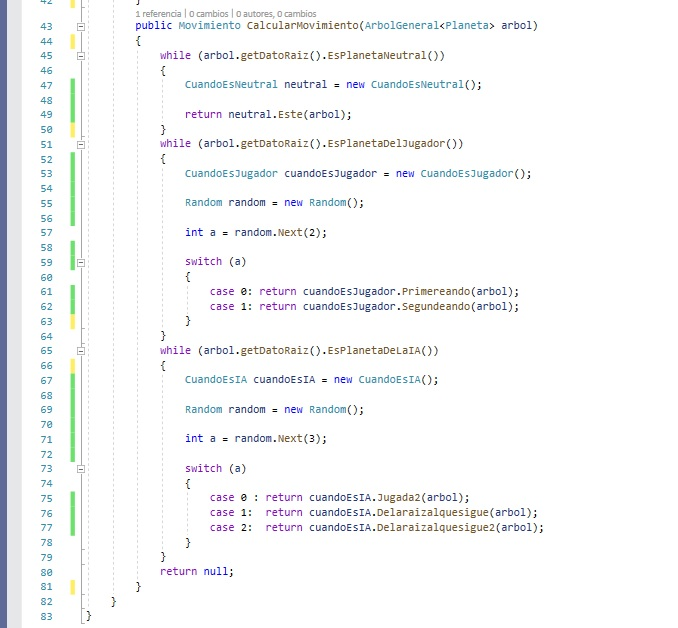 42 }
1 referencia | 0 cambios | 0 autores, 0 cambios
43 public Movimiento CalcularMovimiento(ArbolGeneral<Planeta> arbol)
44 {
45 while (arbol.getDatoRaiz().EsPlanetaNeutral())
46 {
47 CuandoEsNeutral neutral = new CuandoEsNeutral();
48
49 return neutral.Este(arbol);
50 }
51 while (arbol.getDatoRaiz().EsPlanetaDelJugador())
52 {
53 CuandoEsJugador cuandoEsJugador = new CuandoEsJugador();
54
55 Random random = new Random();
56
57 int a = random.Next(2);
58
59 switch (a)
60 {
61 case 0: return cuandoEsJugador.Primereando(arbol);
62 case 1: return cuandoEsJugador.Segundeando(arbol);
63 }
64 }
65 while (arbol.getDatoRaiz().EsPlanetaDeLaIA())
66 {
67 CuandoEsIA cuandoEsIA = new CuandoEsIA();
68
69 Random random = new Random();
70
71 int a = random.Next(3);
72
73 switch (a)
74 {
75 case 0 : return cuandoEsIA.Jugada2(arbol);
76 case 1:  return cuandoEsIA.Delaraizalquesigue(arbol);
77 case 2:  return cuandoEsIA.Delaraizalquesigue2(arbol);
78 }
79 }
80 return null;
81 }
82 }
83 }